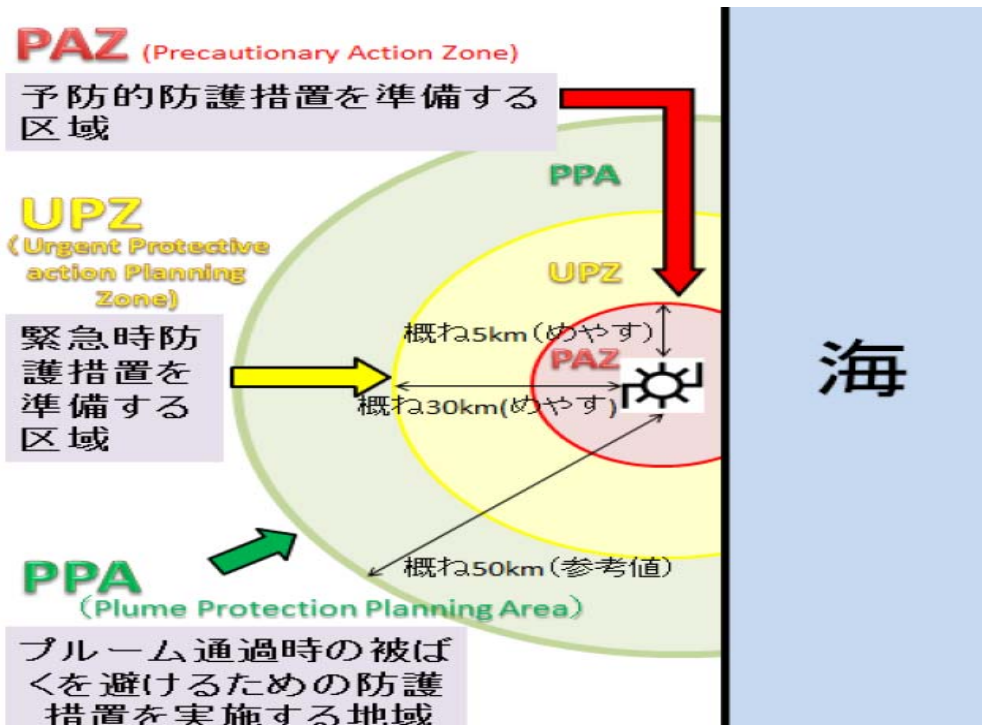 PAZ (Precautionary Action Zone)
予防的防護措置を準備する
区域
PPA
UPZ
(Urgent Protective
action Planning
Zone)
UPZ
緊急時防
護措置を
準備する
区域
概ね5km(めやす)
PAZ
概ね30km(めやす)
海
概ね50km(参考値)
PPA
(Plume Protection Planning Area)
プルーム通過時の被ば
くを避けるための防護
措置を実施する地域